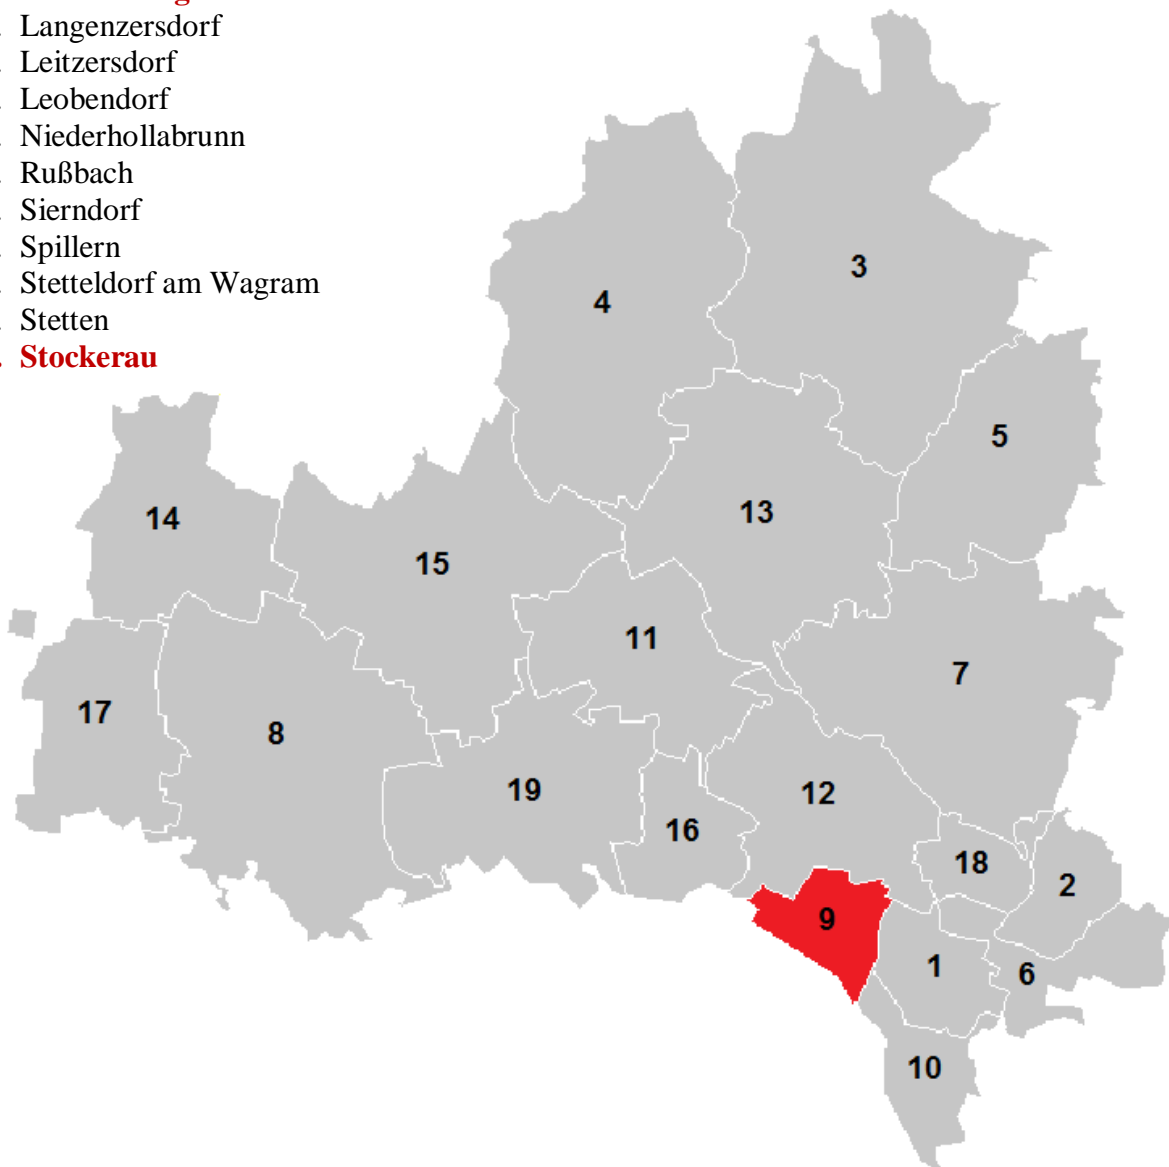 . Langenzersdorf
. Leitzersdorf
. Leobendorf
. Niederhollabrunn
. Rußbach
. Sierndorf
. Spillern
. Stetteldorf am Wagram
. Stetten
. Stockerau
3
4
5
14
13
15
11
7
17
8
19
12
16
18
2
9
1
6
10